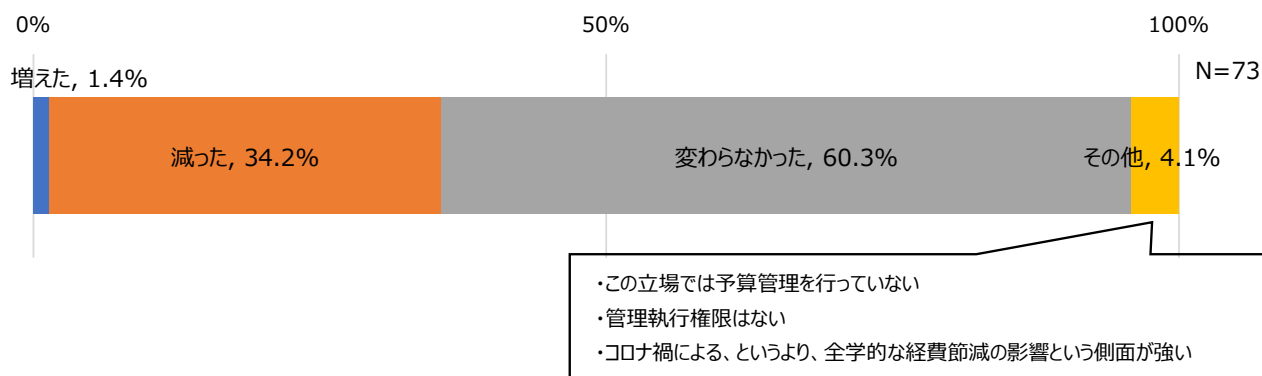 0% 50% 100%
N=73
増えた, 1.4%
減った, 34.2% 変わらなかった, 60.3% その他, 4.1%
・この立場では予算管理を行っていない
・管理執行権限はない
・コロナ禍による、というより、全学的な経費節減の影響という側面が強い